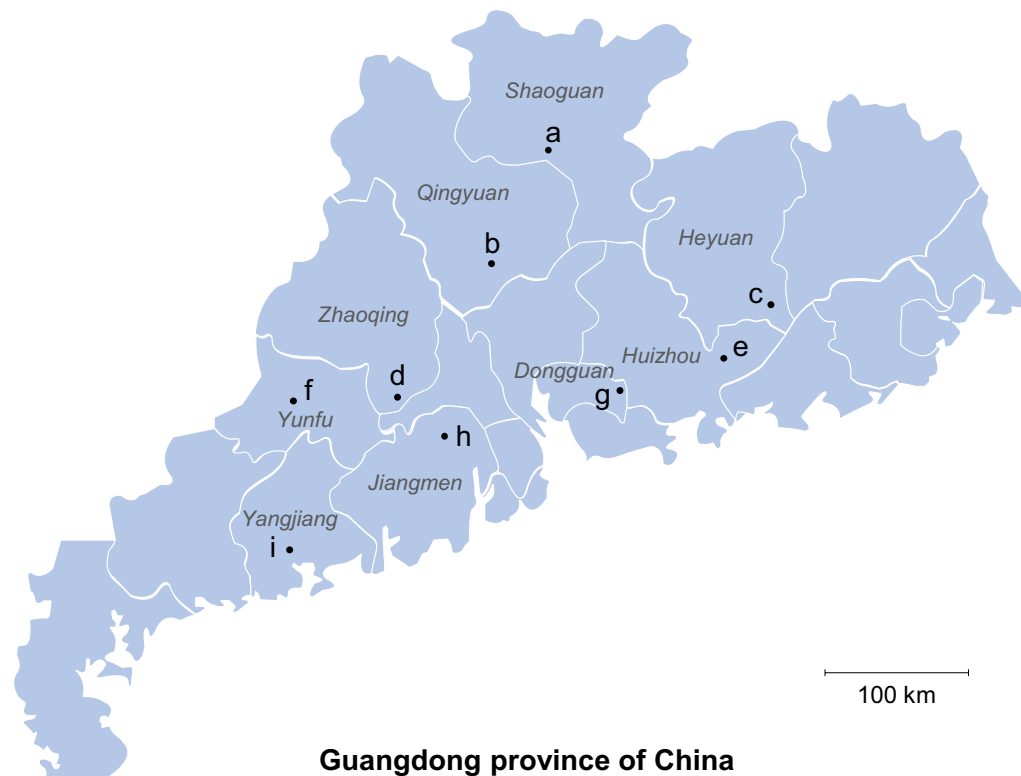 Shaoguan
a
Qingyuan
b
Heyuan
c
Zhaoqing
Huizhou
e
Dongguan
d
g
f
Yunfu
h
Jiangmen
Yangjiang
i
100 km
Guangdong province of China